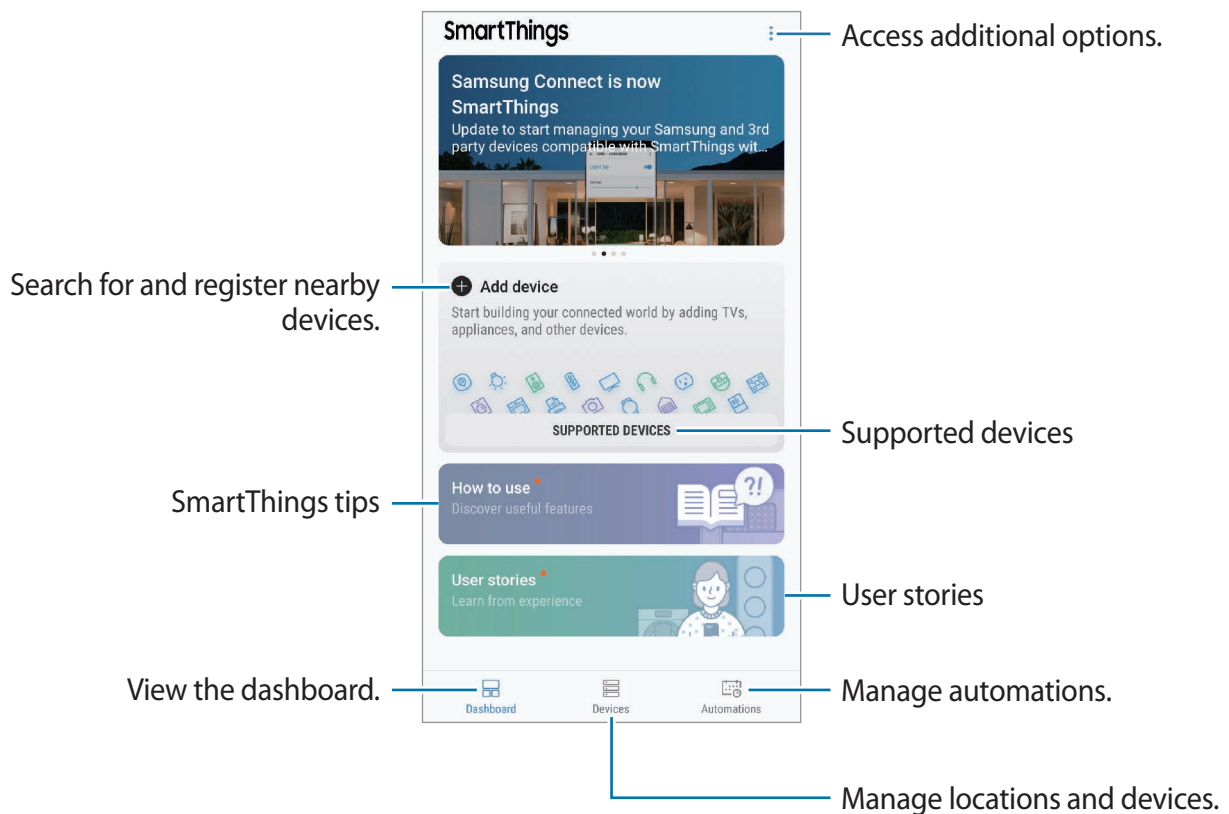 SmartThings
Access additional options.
Samsung Connect is now
SmartThings
Update to start managing your Samsung and 3rd
party devices compatible with SmartThings wit...
LIGHT ON
Search for and register nearby
devices.
Add device
Start building your connected world by adding TVs,
appliances, and other devices.
SUPPORTED DEVICES
Supported devices
SmartThings tips
How to use
Discover useful features
?!
User stories
Learn from experience
User stories
View the dashboard.
Dashboard
Devices
Automations
Manage automations.
Manage locations and devices.